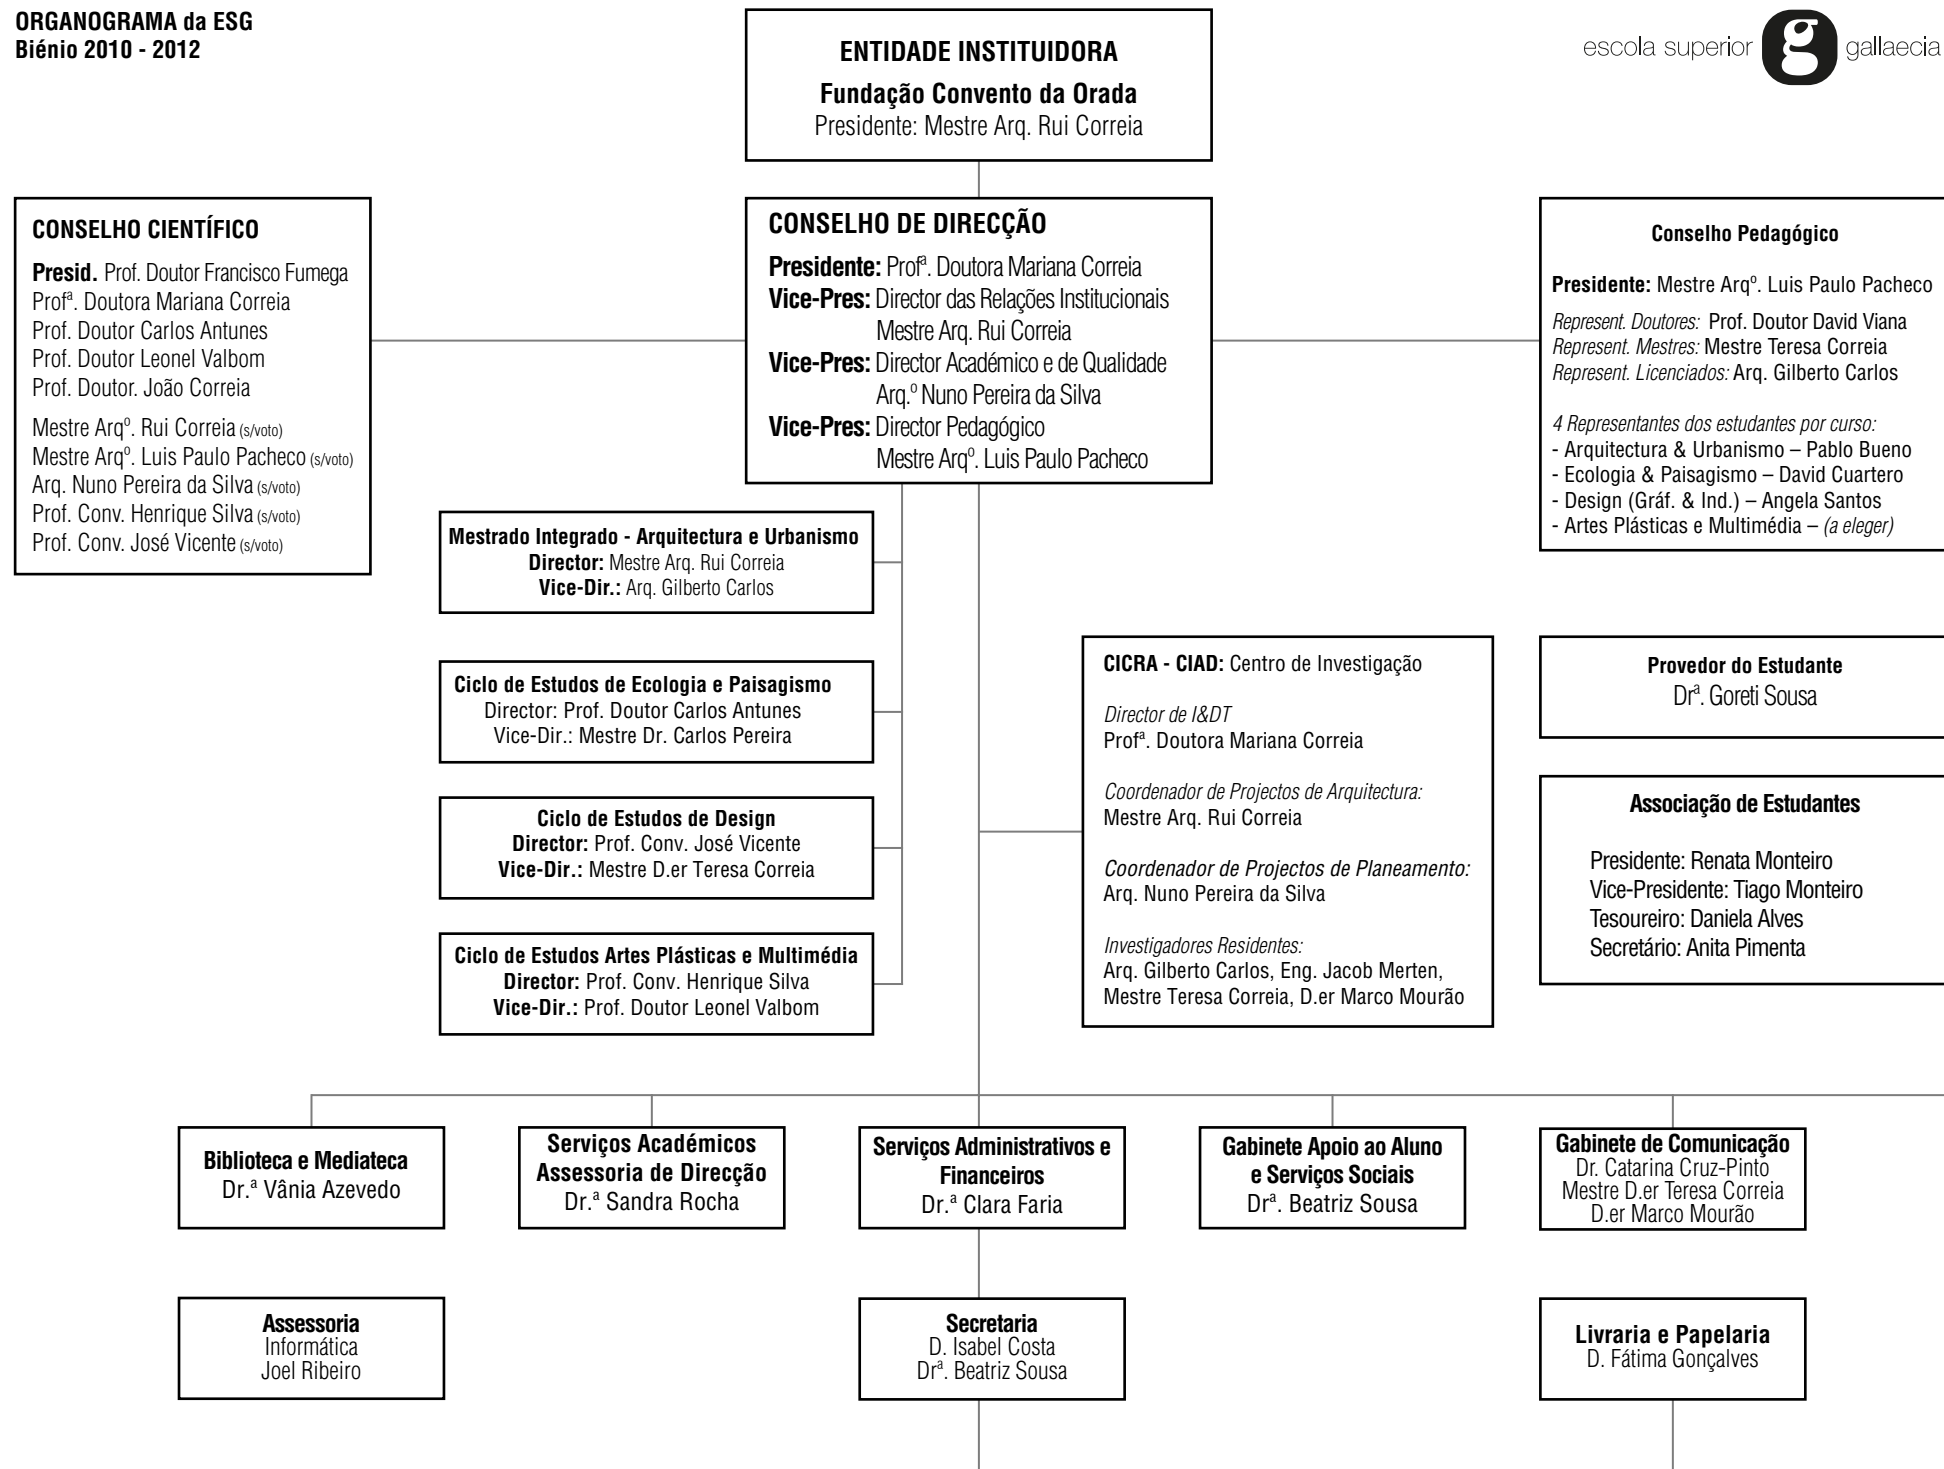 ORGANOGRAMA da ESG
Biénio 2010 - 2012
escola superior g gallaecia
ENTIDADE INSTITUIDORA
Fundação Convento da Orada
Presidente: Mestre Arq. Rui Correia
CONSELHO CIENTÍFICO
Presid. Prof. Doutor Francisco Fumega
Profª. Doutora Mariana Correia
Prof. Doutor Carlos Antunes
Prof. Doutor Leonel Valbom
Prof. Doutor. João Correia
Mestre Arqº. Rui Correia (s/voto)
Mestre Arqº. Luis Paulo Pacheco (s/voto)
Arq. Nuno Pereira da Silva (s/voto)
Prof. Conv. Henrique Silva (s/voto)
Prof. Conv. José Vicente (s/voto)
CONSELHO DE DIRECÇÃO
Presidente: Profª. Doutora Mariana Correia
Vice-Pres: Director das Relações Institucionais
Mestre Arq. Rui Correia
Vice-Pres: Director Académico e de Qualidade
Arq.º Nuno Pereira da Silva
Vice-Pres: Director Pedagógico
Mestre Arqº. Luis Paulo Pacheco
Conselho Pedagógico
Presidente: Mestre Arqº. Luis Paulo Pacheco
Represent. Doutores: Prof. Doutor David Viana
Represent. Mestres: Mestre Teresa Correia
Represent. Licenciados: Arq. Gilberto Carlos
4 Representantes dos estudantes por curso:
- Arquitectura & Urbanismo – Pablo Bueno
- Ecologia & Paisagismo – David Cuartero
- Design (Gráf. & Ind.) – Angela Santos
- Artes Plásticas e Multimédia – (a eleger)
Mestrado Integrado - Arquitectura e Urbanismo
Director: Mestre Arq. Rui Correia
Vice-Dir.: Arq. Gilberto Carlos
Ciclo de Estudos de Ecologia e Paisagismo
Director: Prof. Doutor Carlos Antunes
Vice-Dir.: Mestre Dr. Carlos Pereira
Ciclo de Estudos de Design
Director: Prof. Conv. José Vicente
Vice-Dir.: Mestre D.er Teresa Correia
Ciclo de Estudos Artes Plásticas e Multimédia
Director: Prof. Conv. Henrique Silva
Vice-Dir.: Prof. Doutor Leonel Valbom
CICRA - CIAD: Centro de Investigação
Director de I&DT
Profª. Doutora Mariana Correia
Coordenador de Projectos de Arquitectura:
Mestre Arq. Rui Correia
Coordenador de Projectos de Planeamento:
Arq. Nuno Pereira da Silva
Investigadores Residentes:
Arq. Gilberto Carlos, Eng. Jacob Merten,
Mestre Teresa Correia, D.er Marco Mourão
Provedor do Estudante
Drª. Goreti Sousa
Associação de Estudantes
Presidente: Renata Monteiro
Vice-Presidente: Tiago Monteiro
Tesoureiro: Daniela Alves
Secretário: Anita Pimenta
Biblioteca e Mediateca
Dr.ª Vânia Azevedo
Serviços Académicos
Assessoria de Direcção
Dr.ª Sandra Rocha
Serviços Administrativos e
Financeiros
Dr.ª Clara Faria
Gabinete Apoio ao Aluno
e Serviços Sociais
Drª. Beatriz Sousa
Gabinete de Comunicação
Dr. Catarina Cruz-Pinto
Mestre D.er Teresa Correia
D.er Marco Mourão
Assessoria
Informática
Joel Ribeiro
Secretaria
D. Isabel Costa
Drª. Beatriz Sousa
Livraria e Papelaria
D. Fátima Gonçalves